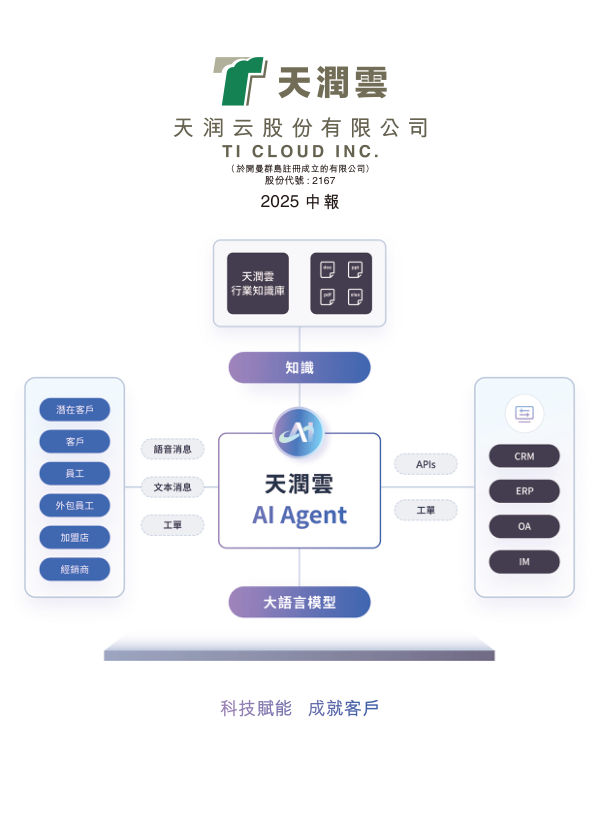 天潤雲
天润云股份有限公司
TI CLOUD INC.
（於開曼群島註冊成立的有限公司）
股份代號 : 2167
2025 中報
天潤雲
行業知識庫
doc
ppt
pdf
xlsx
知識
潛在客戶
客戶
員工
外包員工
加盟店
經銷商
語音消息
文本消息
工單
AI
天潤雲
AI Agent
APIs
工單
CRM
ERP
OA
IM
大語言模型
科技賦能 成就客戶